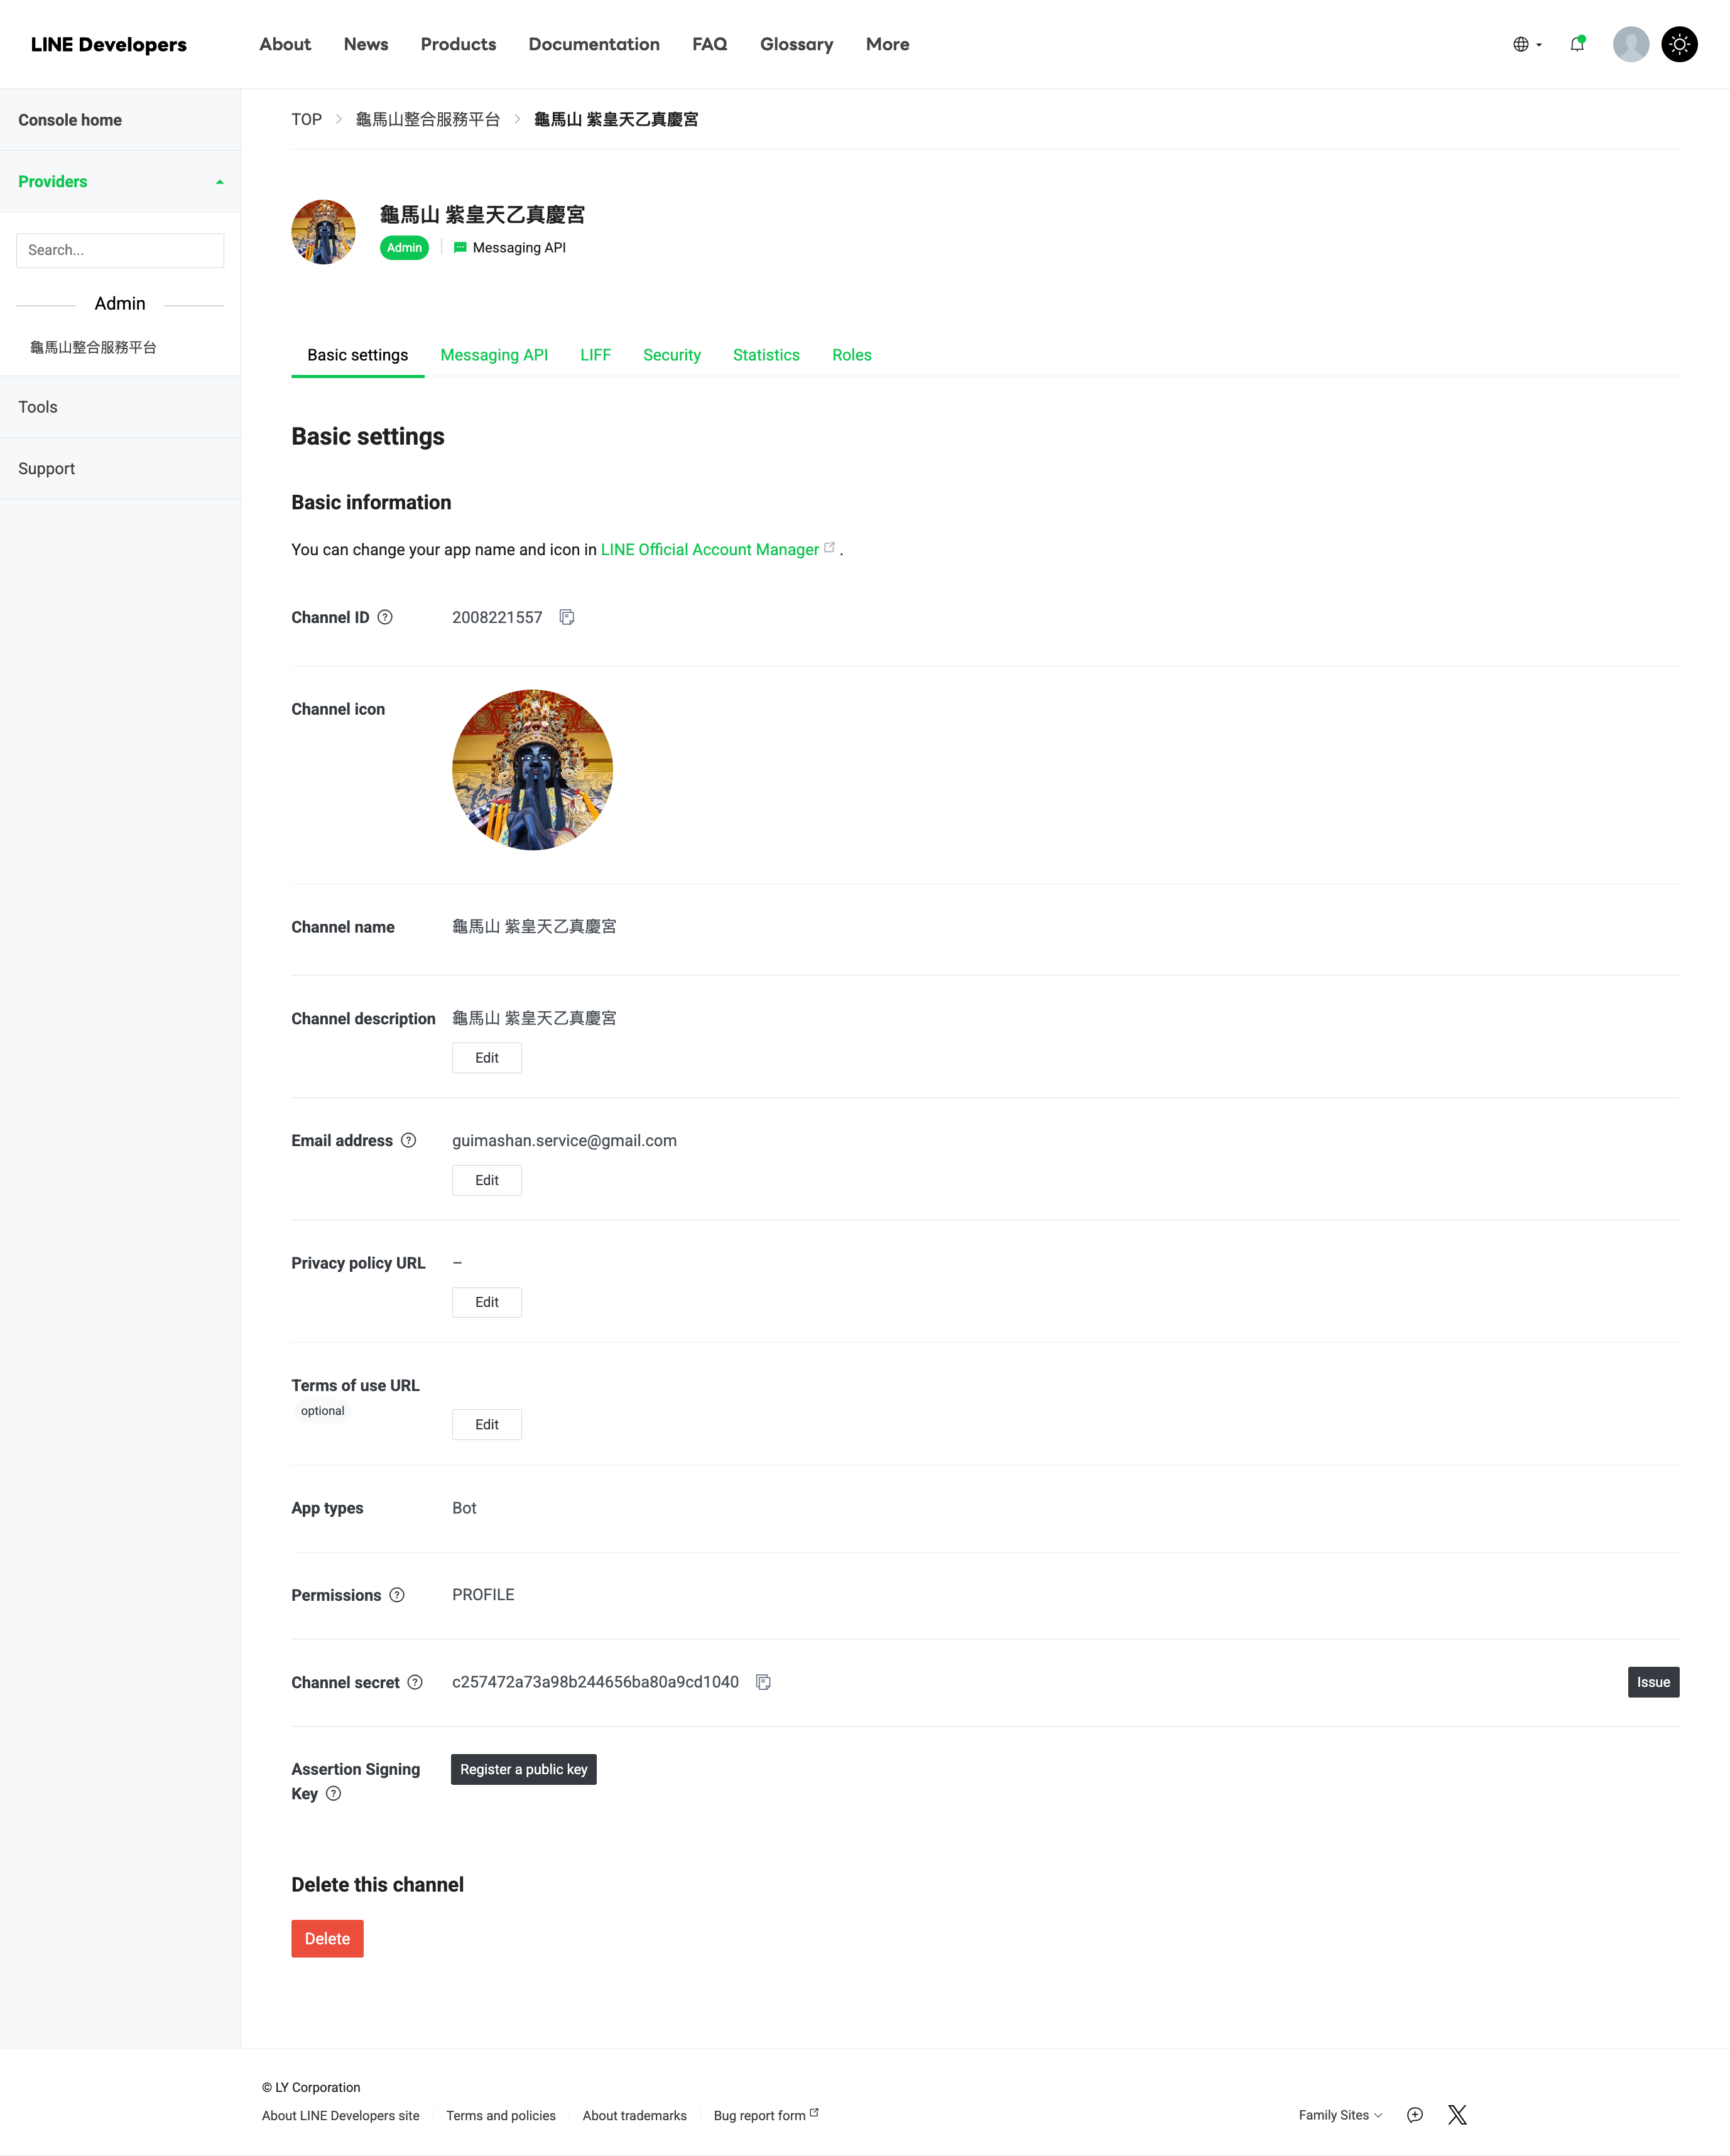 LINE Developers
About News Products Documentation FAQ Glossary More
Console home
Providers
Search...
Admin
龜馬山整合服務平台
Tools
Support
TOP > 龜馬山整合服務平台 > 龜馬山 紫皇天乙真慶宮
龜馬山 紫皇天乙真慶宮
Admin Messaging API
Basic settings Messaging API LIFF Security Statistics Roles
Basic settings
Basic information
You can change your app name and icon in LINE Official Account Manager .
Channel ID ? 2008221557
Channel icon
Channel name 龜馬山 紫皇天乙真慶宮
Channel description 龜馬山 紫皇天乙真慶宮
Edit
Email address ? guimashan.service@gmail.com
Edit
Privacy policy URL –
Edit
Terms of use URL
optional
Edit
App types Bot
Permissions ? PROFILE
Channel secret ? c257472a73a98b244656ba80a9cd1040 Issue
Assertion Signing
Key ?
Register a public key
Delete this channel
Delete
© LY Corporation
About LINE Developers site Terms and policies About trademarks Bug report form Family Sites